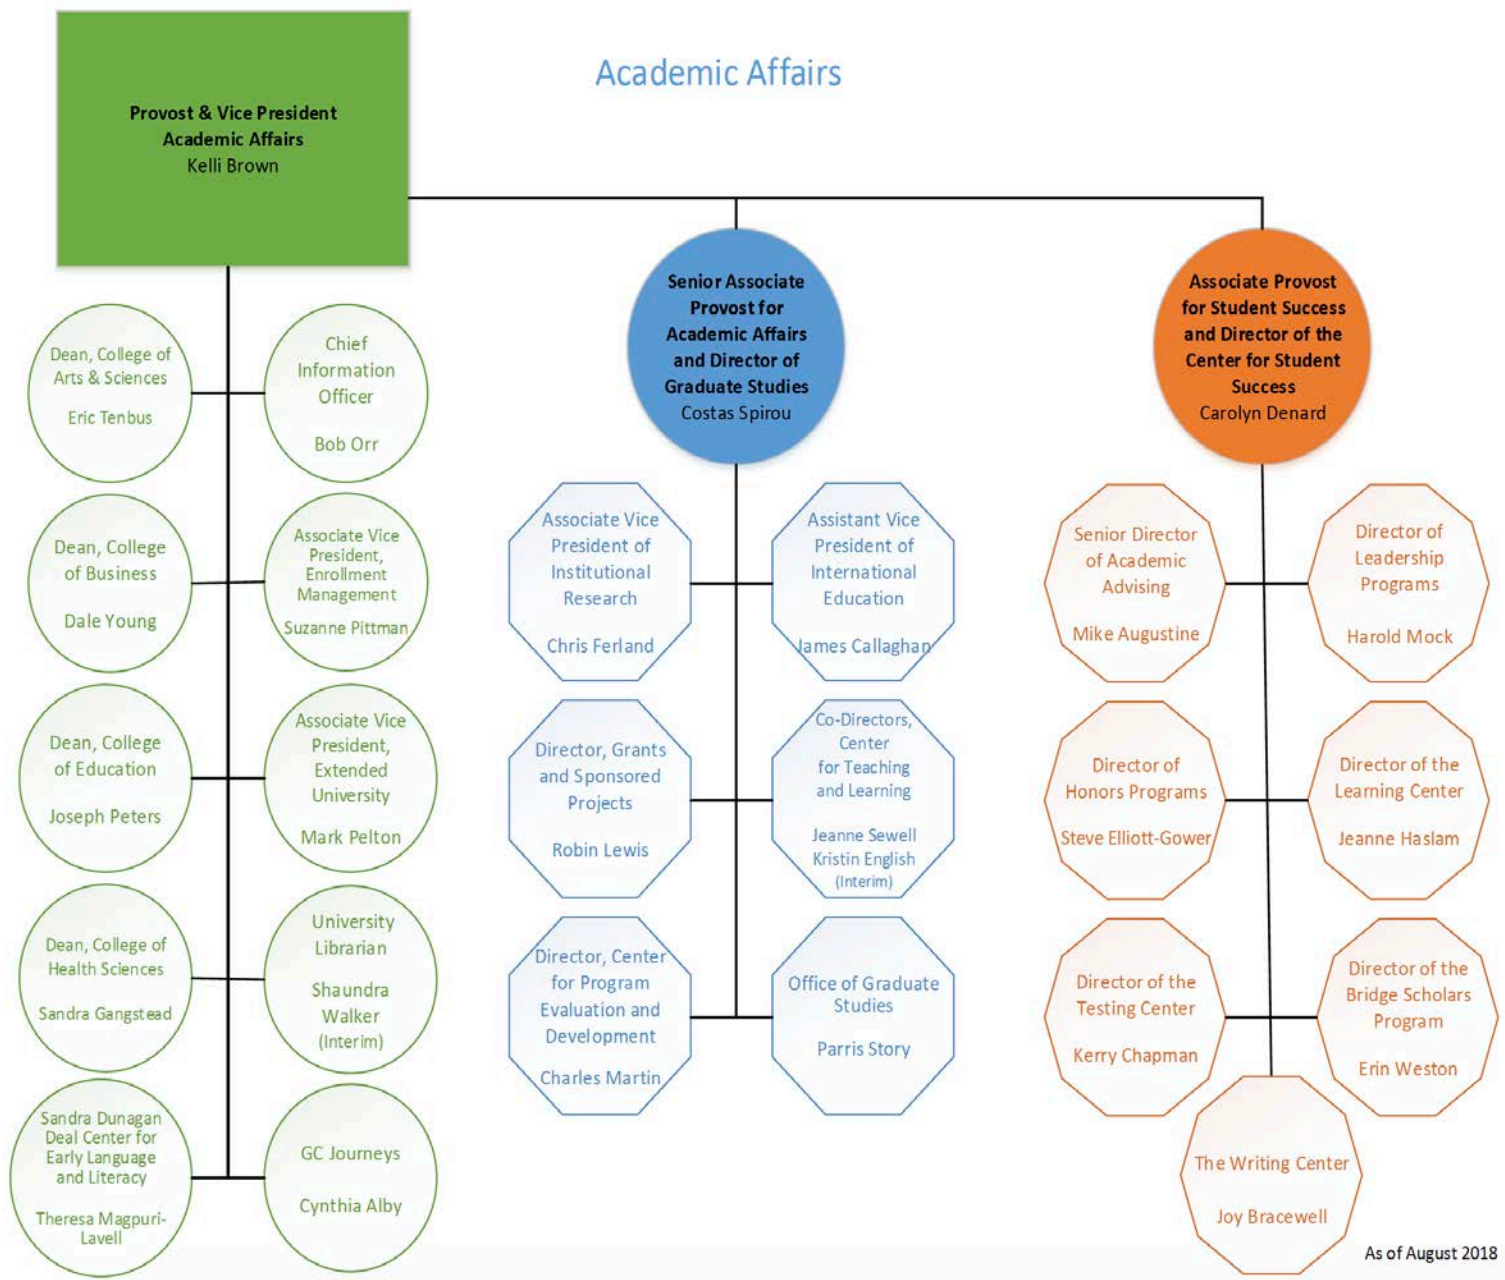 Academic Affairs
Provost & Vice President
Academic Affairs
Kelli Brown
Senior Associate
Provost for
Academic Affairs
and Director of
Graduate Studies
Costas Spirou
Associate Provost
for Student Success
and Director of the
Center for Student
Success
Carolyn Denard
Dean, College of
Arts & Sciences
Eric Tenbus
Chief
Information
Officer
Bob Orr
Dean, College
of Business
Dale Young
Associate Vice
President,
Enrollment
Management
Suzanne Pittman
Dean, College
of Education
Joseph Peters
Associate Vice
President,
Extended
University
Mark Pelton
Dean, College of
Health Sciences
Sandra Gangstead
University
Librarian
Shaundra
Walker
(Interim)
Sandra Dunagan
Deal Center for
Early Language
and Literacy
Theresa Magpuri-
Lavell
GC Journeys
Cynthia Alby
Associate Vice
President of
Institutional
Research
Chris Ferland
Assistant Vice
President of
International
Education
James Callaghan
Director, Grants
and Sponsored
Projects
Robin Lewis
Co-Directors,
Center
for Teaching
and Learning
Jeanne Sewell
Kristin English
(Interim)
Director, Center
for Program
Evaluation and
Development
Charles Martin
Office of Graduate
Studies
Parris Story
Senior Director
of Academic
Advising
Mike Augustine
Director of
Leadership
Programs
Harold Mock
Director of
Honors Programs
Steve Elliott-Gower
Director of the
Learning Center
Jeanne Haslam
Director of the
Testing Center
Kerry Chapman
Director of the
Bridge Scholars
Program
Erin Weston
The Writing Center
Joy Bracewell
As of August 2018